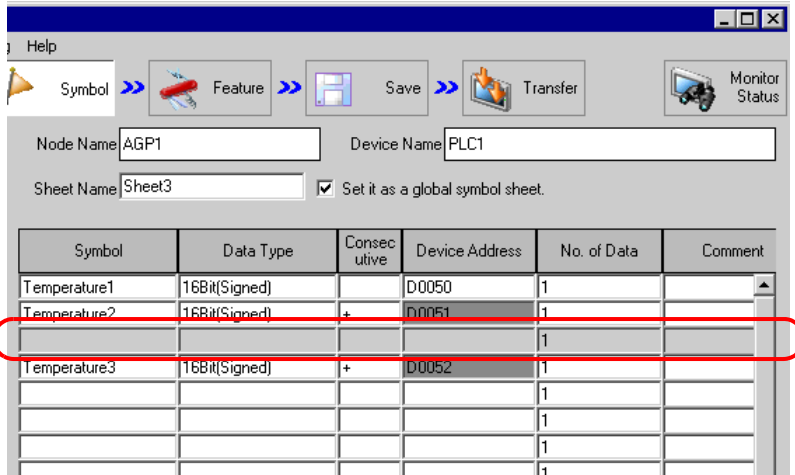 g Help
Symbol Feature Save Transfer Monitor
Status
Node Name AGP1 Device Name PLC1
Sheet Name Sheet3 Set it as a global symbol sheet.
Symbol Data Type Consec
utive Device Address No. of Data Comment
Temperature1 16Bit(Signed) D0050 1
Temperature2 16Bit(Signed) + D0051 1
1
Temperature3 16Bit(Signed) + D0052 1
1
1
1
1